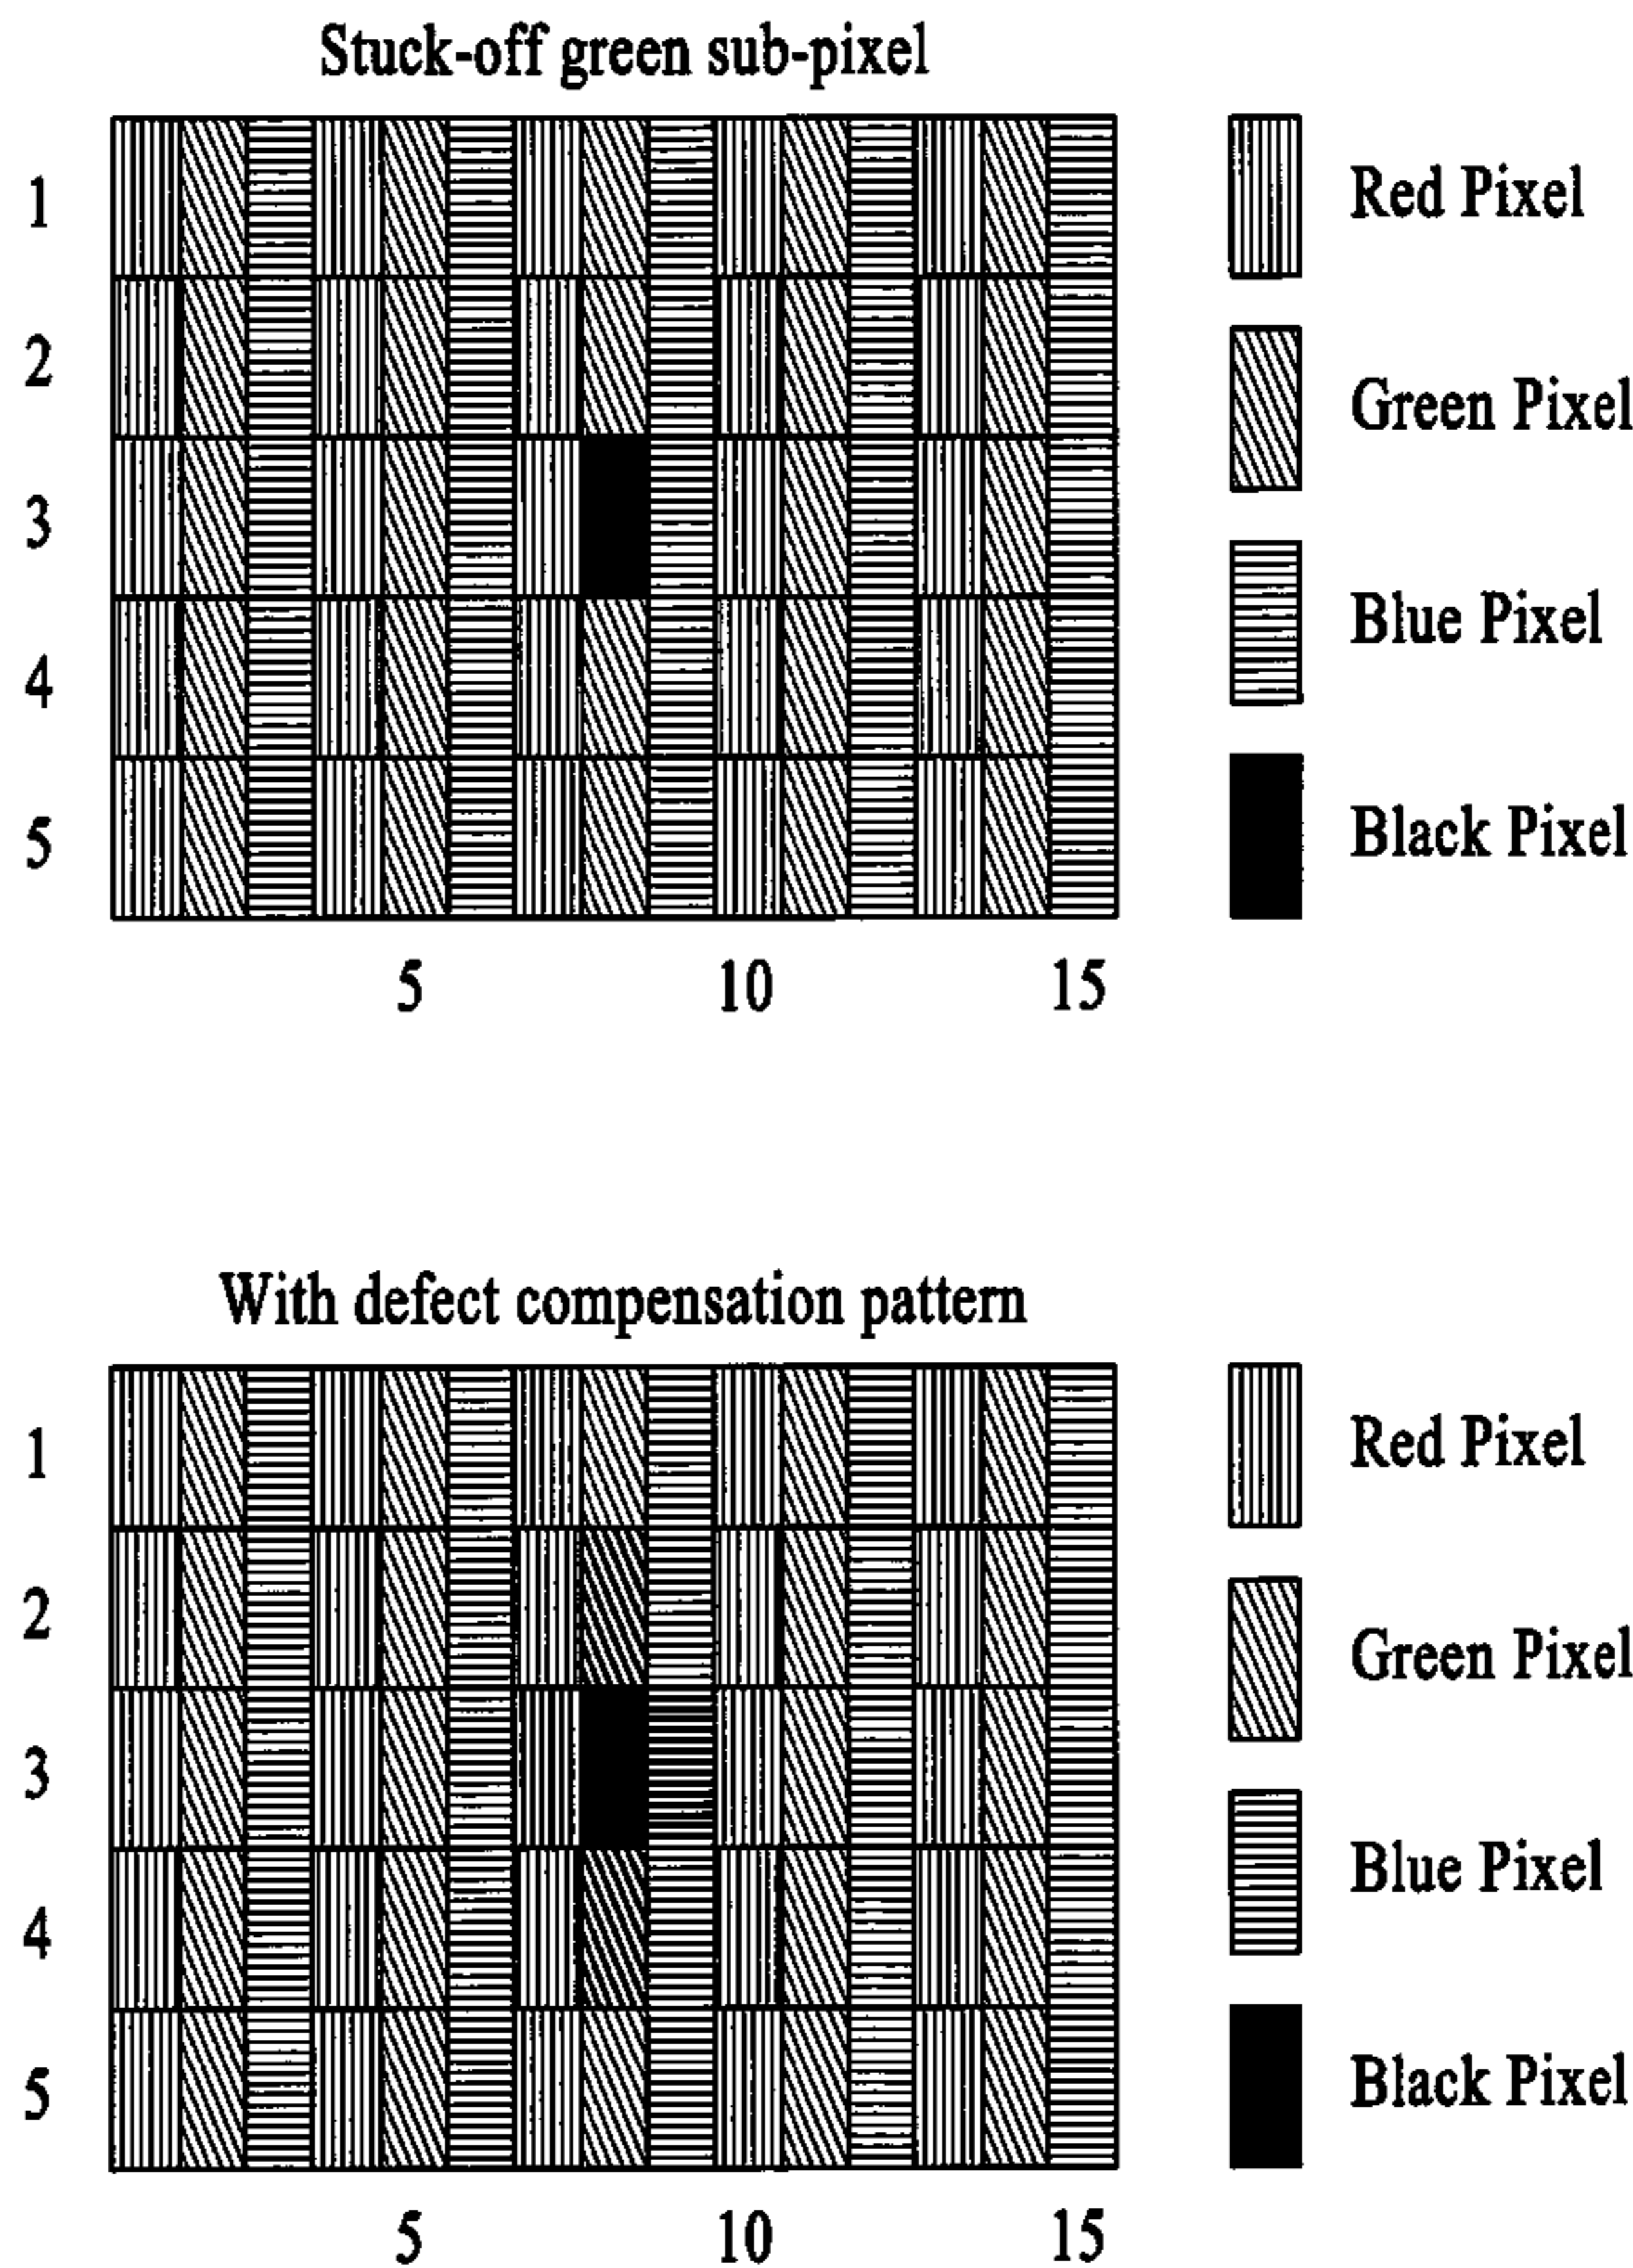 Stuck-off green sub-pixel
1
2
3
4
5
5 10 15
Red Pixel
Green Pixel
Blue Pixel
Black Pixel
With defect compensation pattern
1
2
3
4
5
5 10 15
Red Pixel
Green Pixel
Blue Pixel
Black Pixel